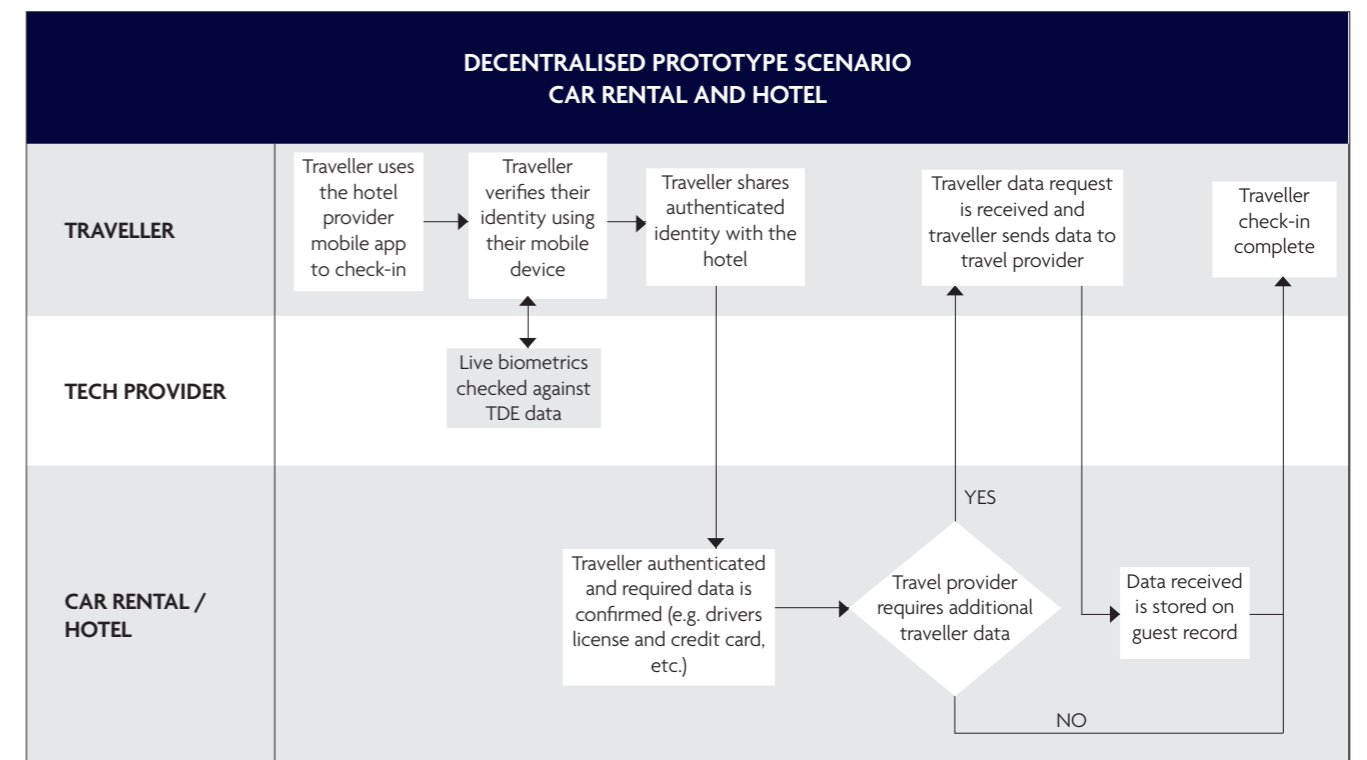 DECENTRALISED PROTOTYPE SCENARIO
CAR RENTAL AND HOTEL
TRAVELLER
Traveller uses
the hotel
provider
mobile app
to check-in
Traveller
verifies their
identity using
their mobile
device
Traveller shares
authenticated
identity with the
hotel
Traveller data request
is received and
traveller sends data to
travel provider
Traveller
check-in
complete
TECH PROVIDER
Live biometrics
checked against
TDE data
CAR RENTAL /
HOTEL
Traveller authenticated
and required data is
confirmed (e.g. drivers
license and credit card,
etc.)
YES
Travel provider
requires additional
traveller data
NO
Data received
is stored on
guest record